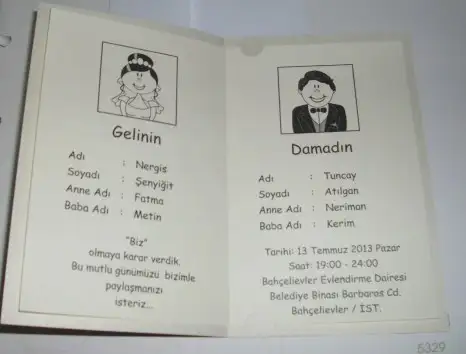 Gelinin
Adı : Nergis
Soyadı : Şenyiğit
Anne Adı : Fatma
Baba Adı : Metin
"Biz"
olmaya karar verdik.
Bu mutlu günümüzü bizimle
paylaşmanızı
isteriz...
Damadın
Adı : Tuncay
Soyadı : Atılgan
Anne Adı : Neriman
Baba Adı : Kerim
Tarihi: 13 Temmuz 2013 Pazar
Saat: 19:00 - 24:00
Bahçelievler Evlendirme Dairesi
Belediye Binası Barbaros Cd.
Bahçelievler / İST.
5329